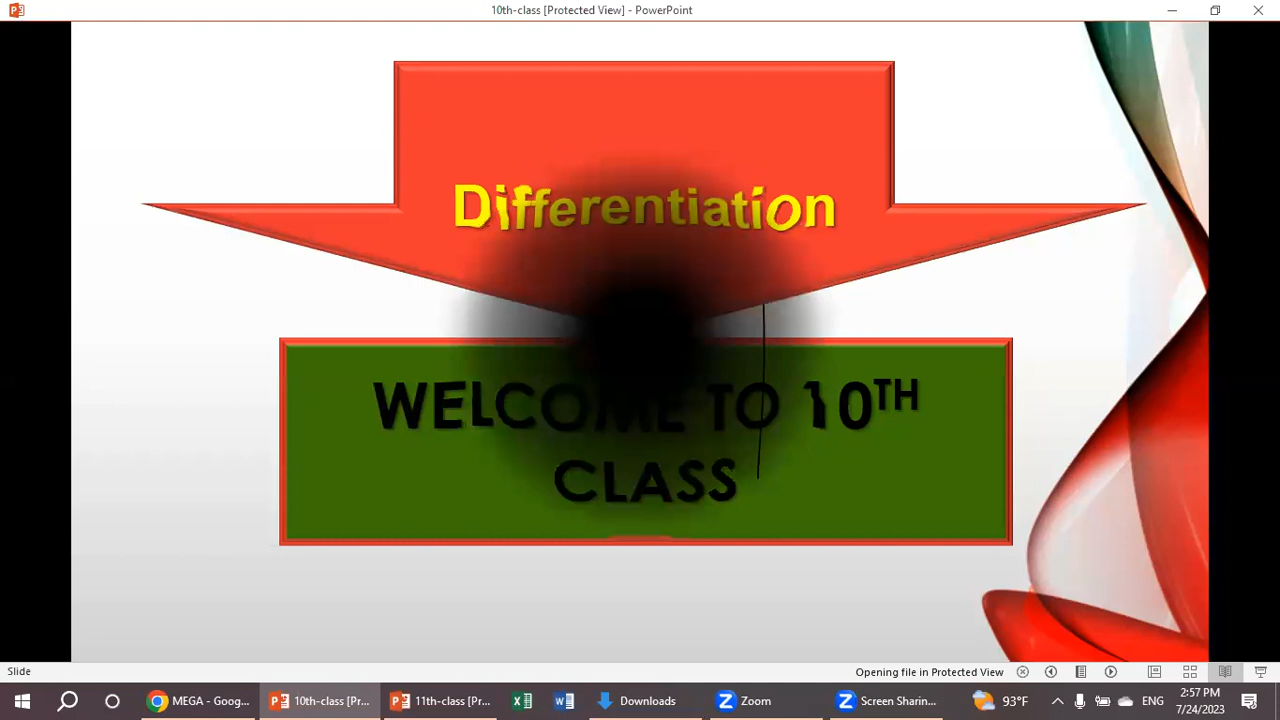 10th-class [Protected View] - PowerPoint
Differentiation
WELCOME TO 10TH
CLASS
Slide
Opening file in Protected View
MEGA - Goog...
10th-class [Pr...
11th-class [Pr...
Downloads
Zoom
Screen Sharin...
93°F
ENG
2:57 PM
7/24/2023